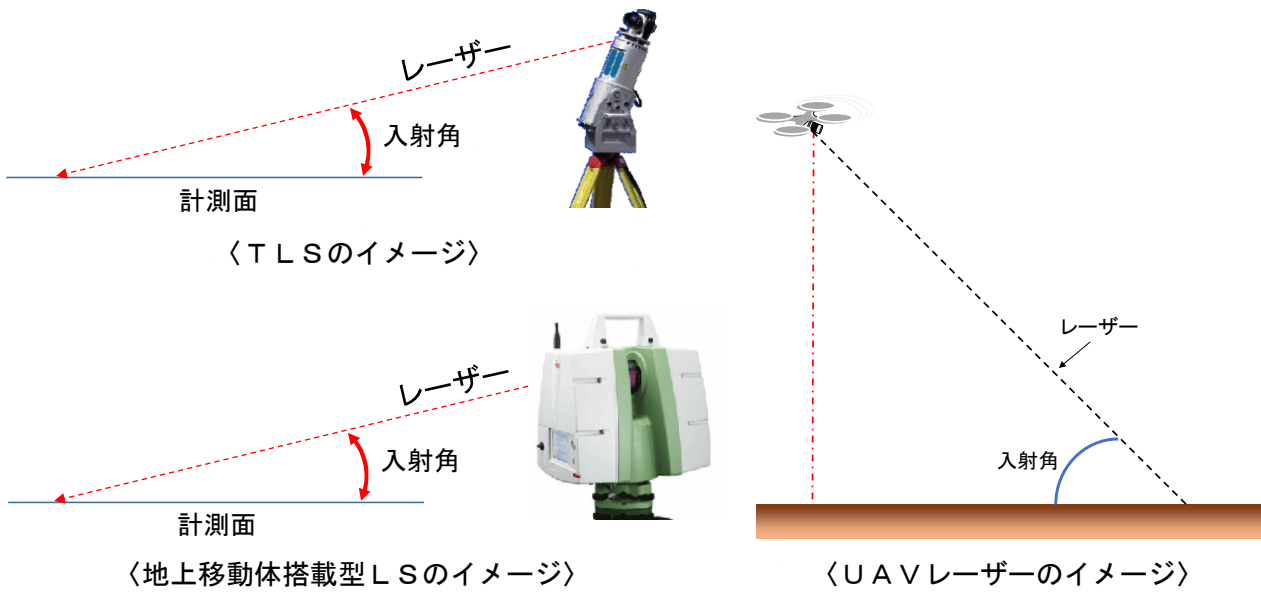 レーザー
入射角
計測面
〈ＴＬＳのイメージ〉
レーザー
入射角
計測面
〈地上移動体搭載型ＬＳのイメージ〉
レーザー
入射角
〈ＵＡＶレーザーのイメージ〉